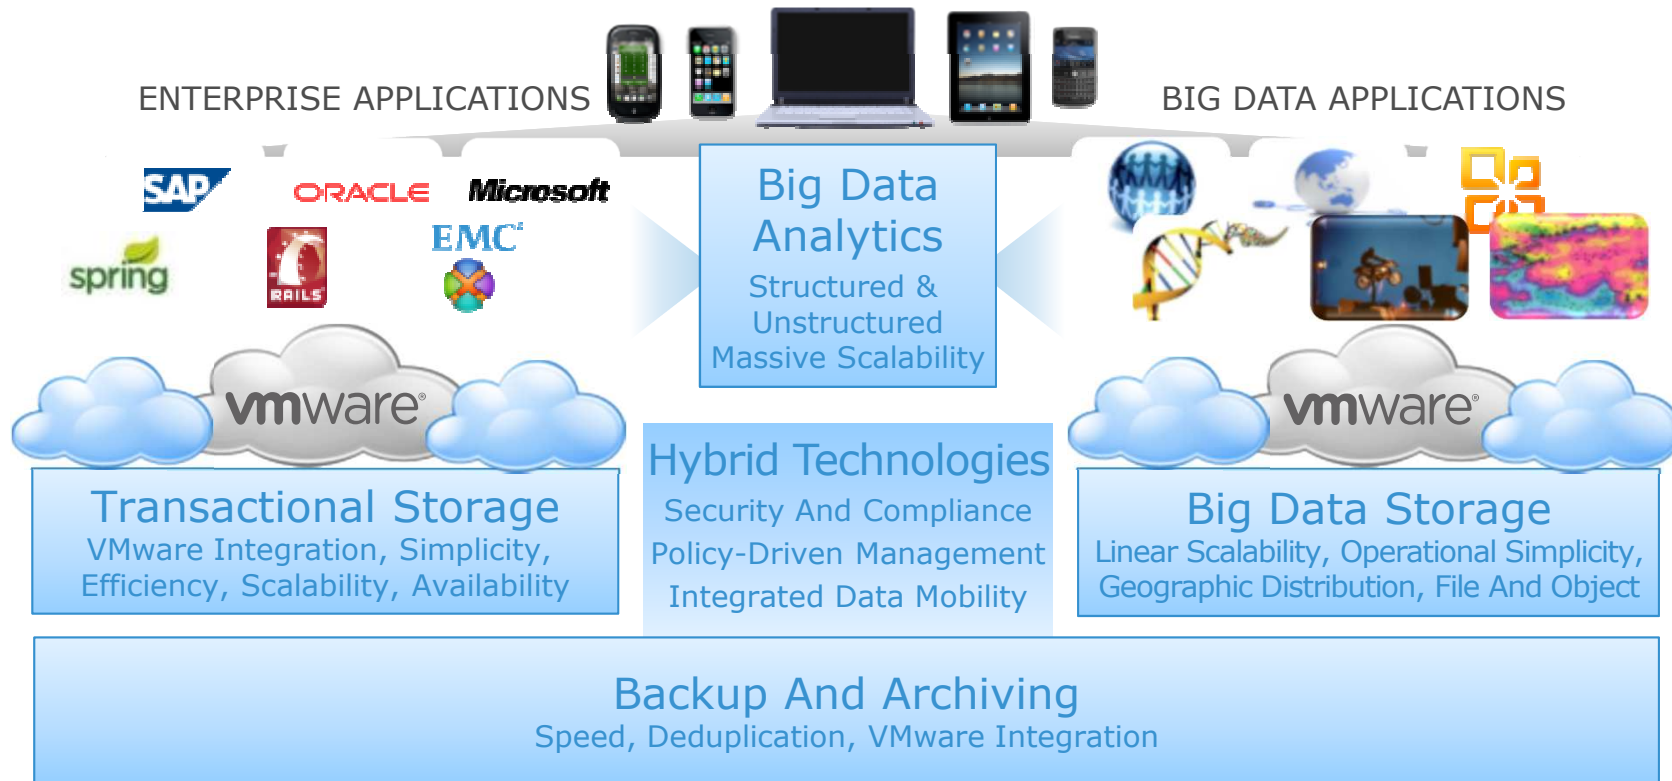 ENTERPRISE APPLICATIONS
BIG DATA APPLICATIONS
SAP
ORACLE
Microsoft
spring
RAILS
EMC²
Big Data
Analytics
Structured &
Unstructured
Massive Scalability
vmware®
vmware®
Transactional Storage
VMware Integration, Simplicity,
Efficiency, Scalability, Availability
Hybrid Technologies
Security And Compliance
Policy-Driven Management
Integrated Data Mobility
Big Data Storage
Linear Scalability, Operational Simplicity,
Geographic Distribution, File And Object
Backup And Archiving
Speed, Deduplication, VMware Integration